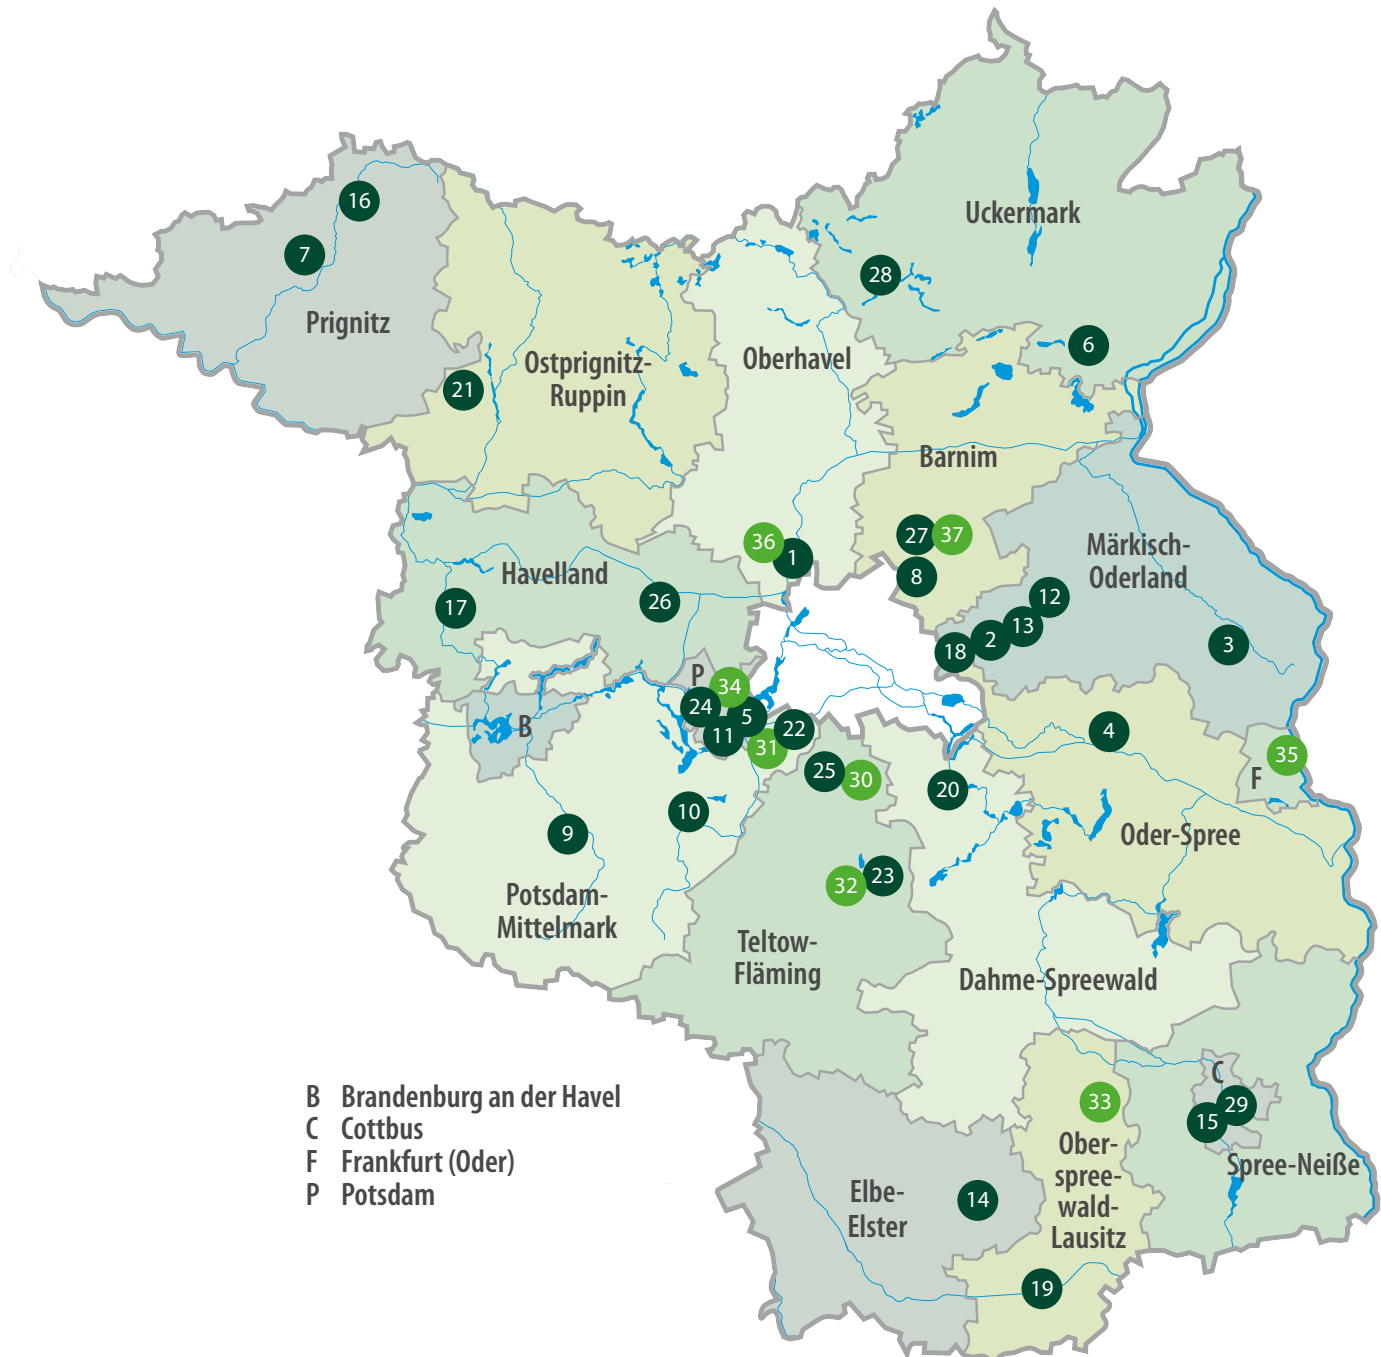 16
Uckermark
7
28
Prignitz
6
Oberhavel
Ostprignitz-
Ruppin
21
Barnim
27
37
36
1
Märkisch-
Oderland
8
Havelland
12
26
17
13
2
3
18
P
34
24
5
B
11
22
31
4
35
F
25
30
20
10
9
Oder-Spree
23
32
Potsdam-
Mittelmark
Teltow-
Fläming
Dahme-Spreewald
C
B Brandenburg an der Havel
C Cottbus
F Frankfurt (Oder)
P Potsdam
33
29
15
Ober-
spree-
wald-
Lausitz
Spree-Neiße
Elbe-
Elster
14
19